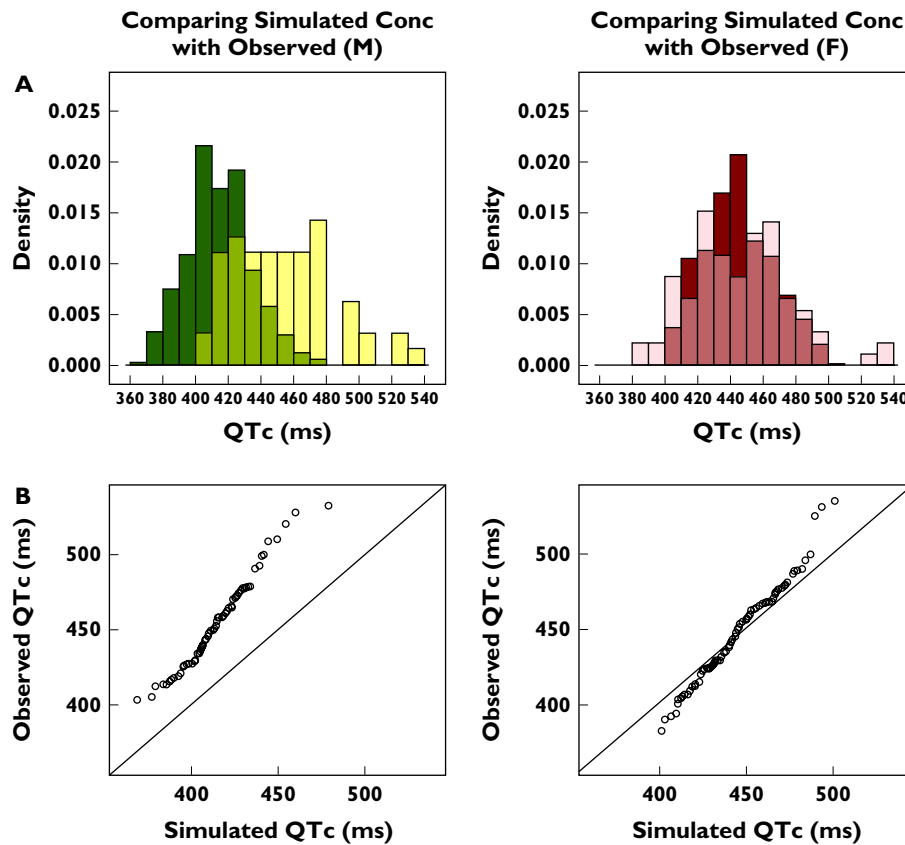 Comparing Simulated Conc
with Observed (M)
Comparing Simulated Conc
with Observed (F)
A
Density
0.025
0.020
0.015
0.010
0.005
0.000
360 380 400 420 440 460 480 500 520 540
QTc (ms)
Density
0.025
0.020
0.015
0.010
0.005
0.000
360 380 400 420 440 460 480 500 520 540
QTc (ms)
B
Observed QTc (ms)
500
450
400
400 450 500
Simulated QTc (ms)
Observed QTc (ms)
500
450
400
400 450 500
Simulated QTc (ms)